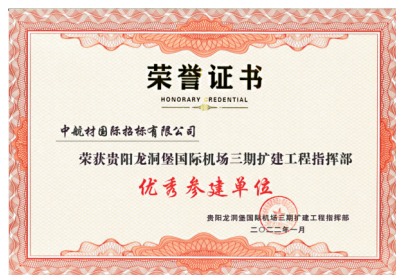 荣誉证书
HONORARY CREDENTIAL
中航材国际招标有限公司
荣获贵阳龙洞堡国际机场三期扩建工程指挥部
优秀参建单位
贵阳龙洞堡国际机场三期扩建工程指挥部
二〇二二年一月